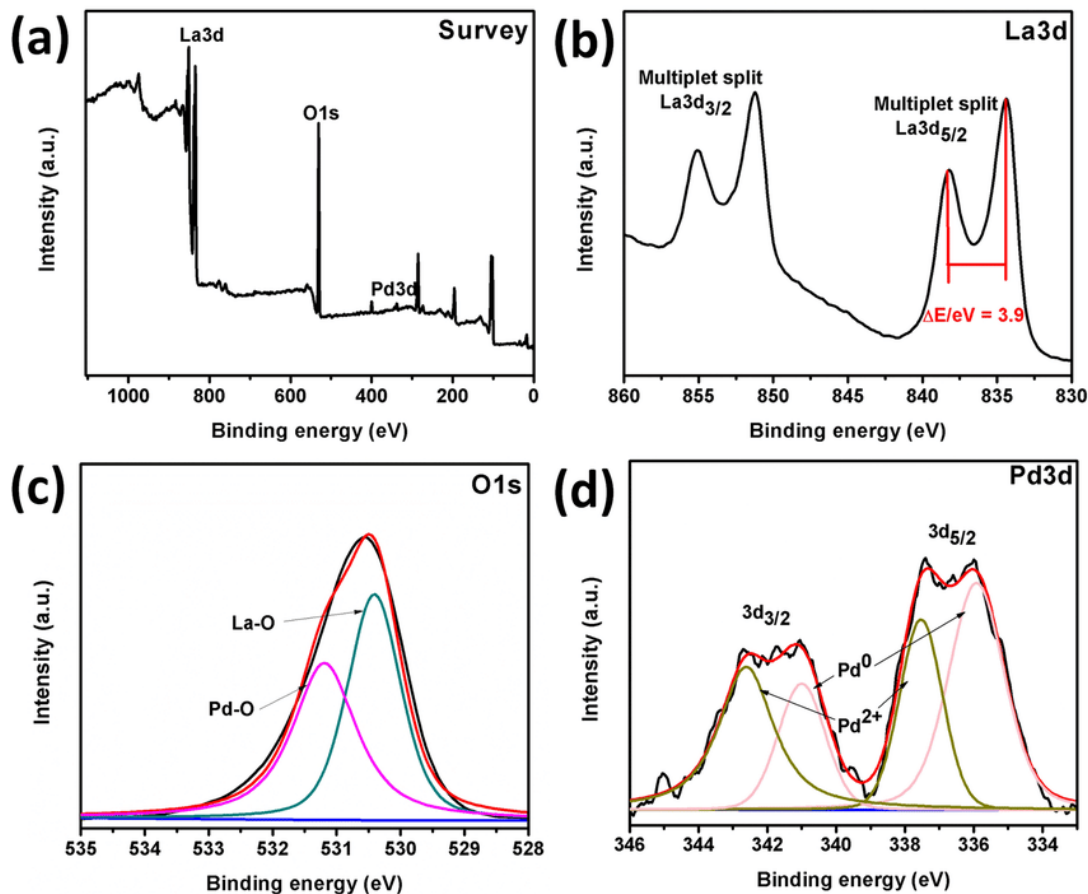 (a)
Survey
La3d
O1s
Pd3d
Intensity (a.u.)
1000 800 600 400 200 0
Binding energy (eV)
(b)
La3d
Multiplet split
La3d3/2
Multiplet split
La3d5/2
ΔE/eV = 3.9
Intensity (a.u.)
860 855 850 845 840 835 830
Binding energy (eV)
(c)
O1s
La-O
Pd-O
Intensity (a.u.)
535 534 533 532 531 530 529 528
Binding energy (eV)
(d)
Pd3d
3d5/2
3d3/2
Pd0
Pd2+
Intensity (a.u.)
346 344 342 340 338 336 334
Binding energy (eV)